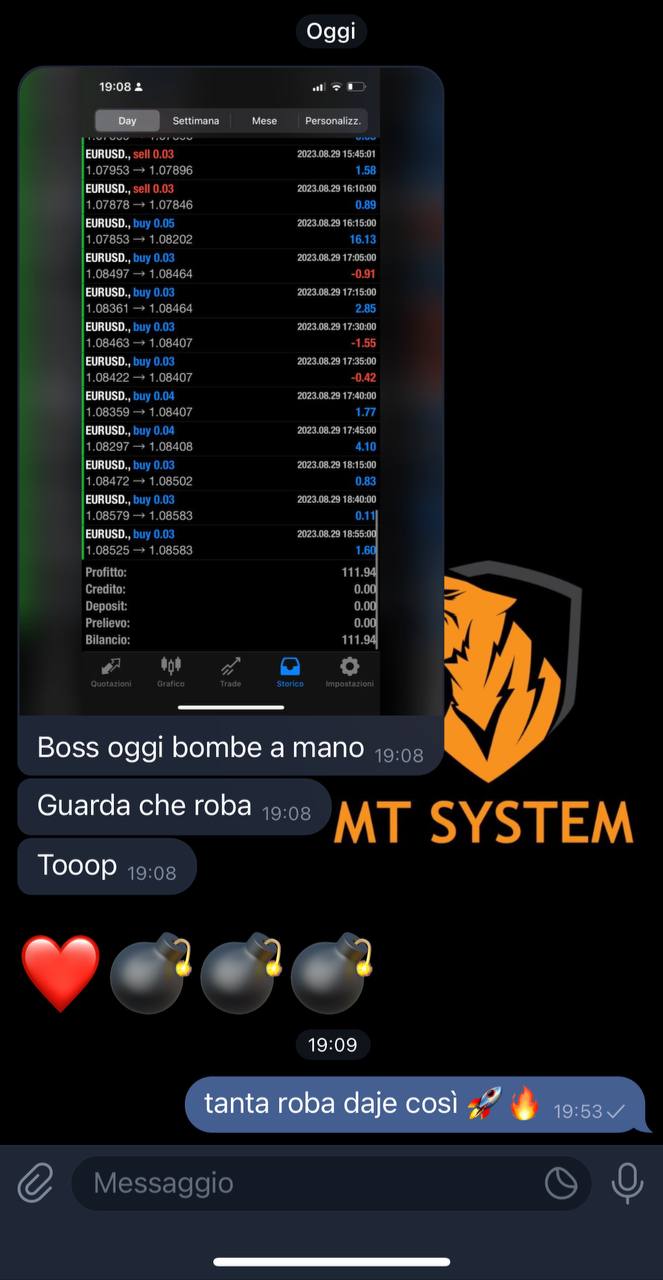 Oggi
19:08
Day Settimana Mese Personalizz.
EURUSD., sell 0.03 2023.08.29 15:45:01
1.07953 → 1.07896 1.58
EURUSD., sell 0.03 2023.08.29 16:10:00
1.07878 → 1.07846 0.89
EURUSD., buy 0.05 2023.08.29 16:15:00
1.07853 → 1.08202 16.13
EURUSD., buy 0.03 2023.08.29 17:05:00
1.08497 → 1.08464 -0.91
EURUSD., buy 0.03 2023.08.29 17:15:00
1.08361 → 1.08464 2.85
EURUSD., buy 0.03 2023.08.29 17:30:00
1.08463 → 1.08407 -1.55
EURUSD., buy 0.03 2023.08.29 17:35:00
1.08422 → 1.08407 -0.42
EURUSD., buy 0.04 2023.08.29 17:40:00
1.08359 → 1.08407 1.77
EURUSD., buy 0.04 2023.08.29 17:45:00
1.08297 → 1.08408 4.10
EURUSD., buy 0.03 2023.08.29 18:15:00
1.08472 → 1.08502 0.83
EURUSD., buy 0.03 2023.08.29 18:40:00
1.08579 → 1.08583 0.11
EURUSD., buy 0.03 2023.08.29 18:55:00
1.08525 → 1.08583 1.60
Profitto: 111.94
Credito: 0.00
Deposit: 0.00
Prelievo: 0.00
Bilancio: 111.94
Quotazioni Grafico Trade Storico Impostazioni
Boss oggi bombe a mano 19:08
Guarda che roba 19:08
MT SYSTEM
Tooop 19:08
19:09
tanta roba daje così 🚀 🔥 19:53
Messaggio